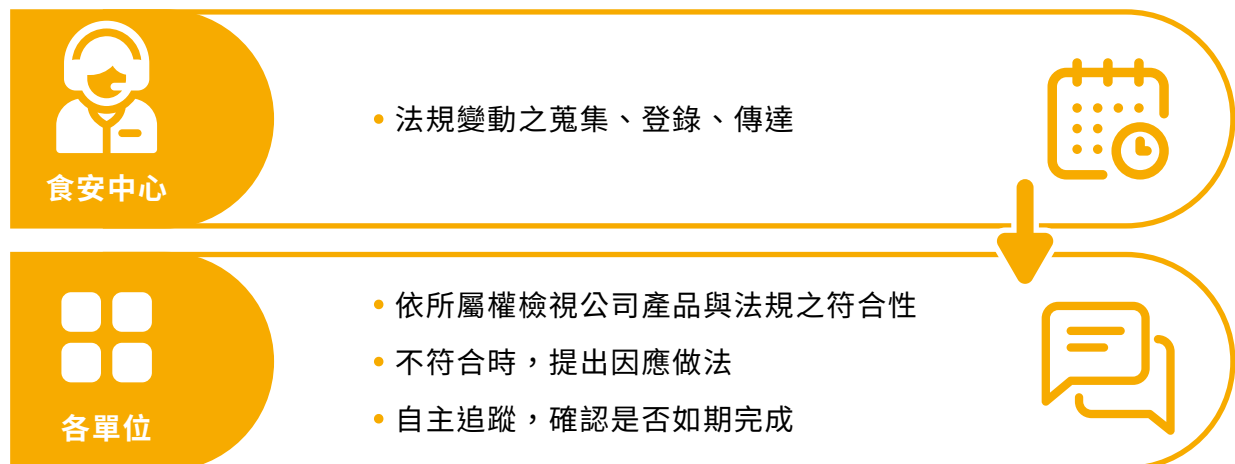 食安中心
• 法規變動之蒐集、登錄、傳達
各單位
• 依所屬權檢視公司產品與法規之符合性
• 不符合時，提出因應做法
• 自主追蹤，確認是否如期完成